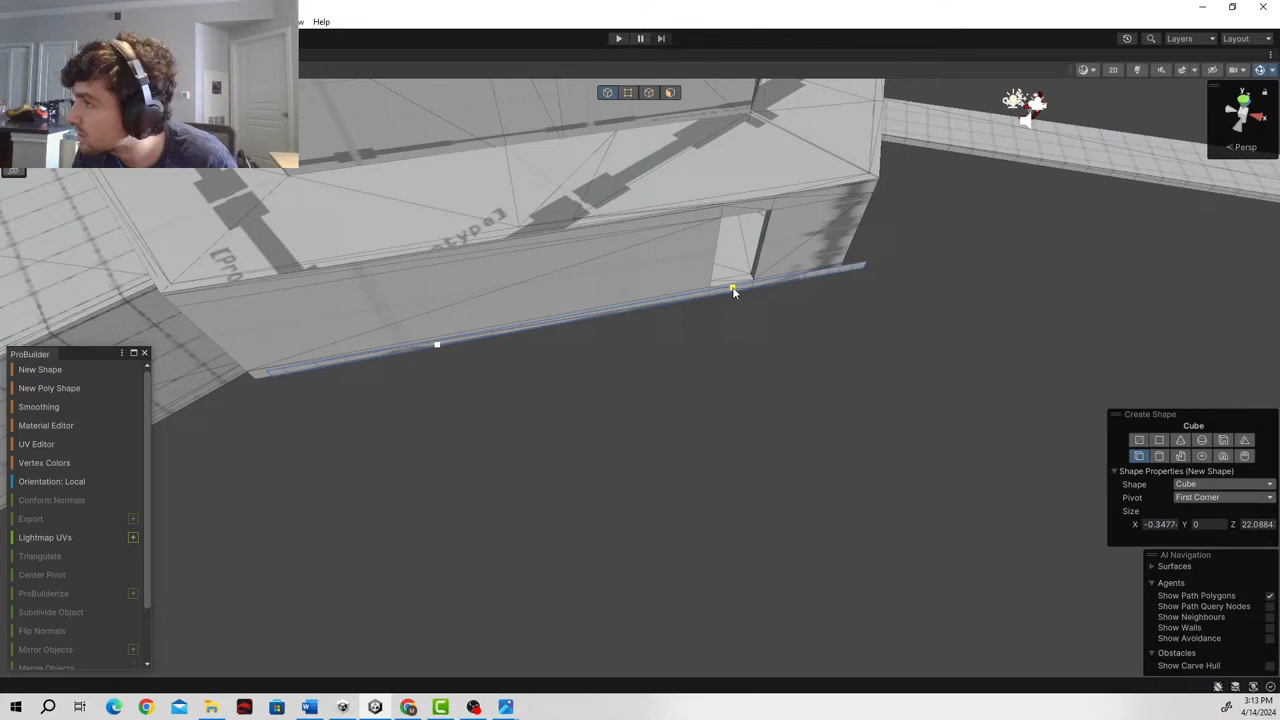 Help
Layers
Layout
2D
y
x
Persp
[Pro
type]
ProBuilder
New Shape
New Poly Shape
Smoothing
Material Editor
UV Editor
Vertex Colors
Orientation: Local
Conform Normals
Export
Lightmap UVs
Triangulate
Center Pivot
ProBuilderize
Subdivide Object
Flip Normals
Mirror Objects
Merge Objects
Create Shape
Cube
Shape Properties (New Shape)
Shape Cube
Pivot First Corner
Size
X -0.3477 Y 0 Z 22.0884
AI Navigation
Surfaces
Agents
Show Path Polygons
Show Path Query Nodes
Show Neighbours
Show Walls
Show Avoidance
Obstacles
Show Carve Hull
3:13 PM
4/14/2024